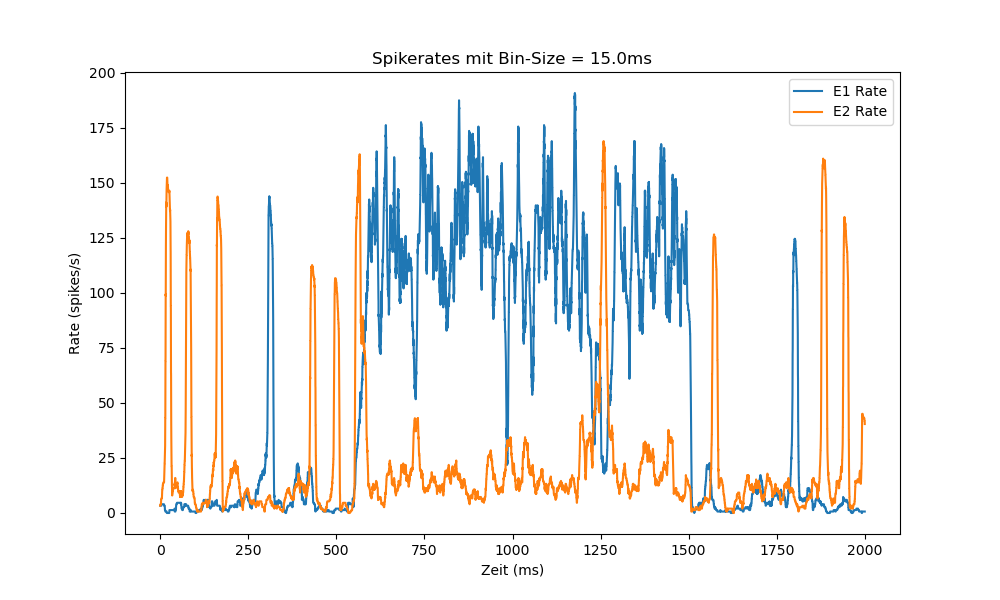 Spikerates mit Bin-Size = 15.0ms
E1 Rate
E2 Rate
200
175
150
125
100
75
50
25
0
Rate (spikes/s)
0 250 500 750 1000 1250 1500 1750 2000
Zeit (ms)